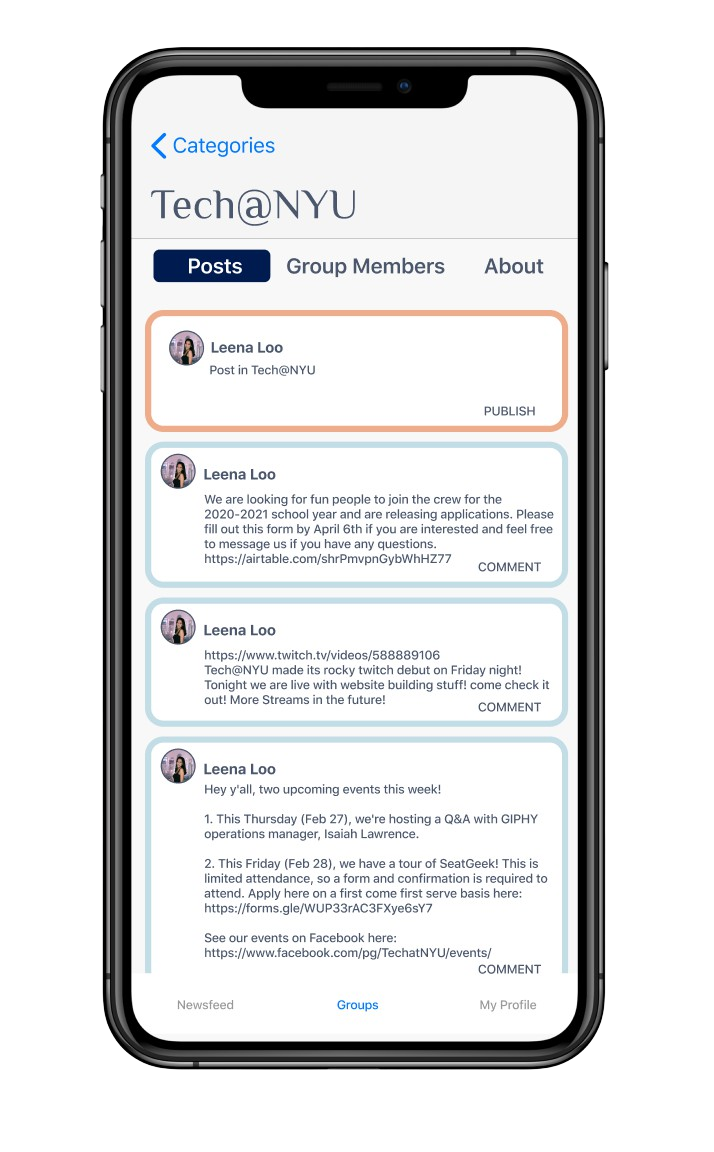 Categories
Tech@NYU
Posts Group Members About
Leena Loo
Post in Tech@NYU
PUBLISH
Leena Loo
We are looking for fun people to join the crew for the
2020-2021 school year and are releasing applications. Please
fill out this form by April 6th if you are interested and feel free
to message us if you have any questions.
https://airtable.com/shrPmvpnGybWhHZ77
COMMENT
Leena Loo
https://www.twitch.tv/videos/588889106
Tech@NYU made its rocky twitch debut on Friday night!
Tonight we are live with website building stuff! come check it
out! More Streams in the future!
COMMENT
Leena Loo
Hey y'all, two upcoming events this week!
1. This Thursday (Feb 27), we're hosting a Q&A with GIPHY
operations manager, Isaiah Lawrence.
2. This Friday (Feb 28), we have a tour of SeatGeek! This is
limited attendance, so a form and confirmation is required to
attend. Apply here on a first come first serve basis here:
https://forms.gle/WUP33rAC3FXye6sY7
See our events on Facebook here:
https://www.facebook.com/pg/TechatNYU/events/
COMMENT
Newsfeed Groups My Profile